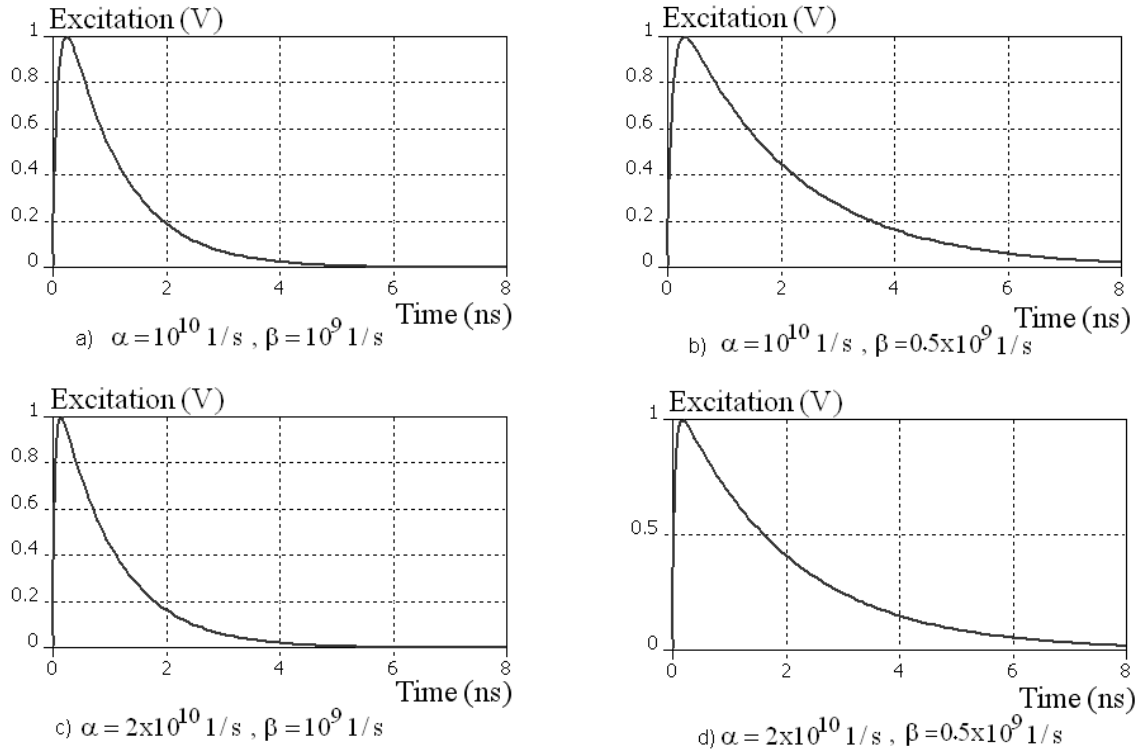 Excitation (V)
1
0.8
0.6
0.4
0.2
0
0 2 4 6 8
Time (ns)
a) α = 10^10 1/s , β = 10^9 1/s
Excitation (V)
1
0.8
0.6
0.4
0.2
0
0 2 4 6 8
Time (ns)
b) α = 10^10 1/s , β = 0.5x10^9 1/s
Excitation (V)
1
0.8
0.6
0.4
0.2
0
0 2 4 6 8
Time (ns)
c) α = 2x10^10 1/s , β = 10^9 1/s
Excitation (V)
1
0.5
0
0 2 4 6 8
Time (ns)
d) α = 2x10^10 1/s , β = 0.5x10^9 1/s